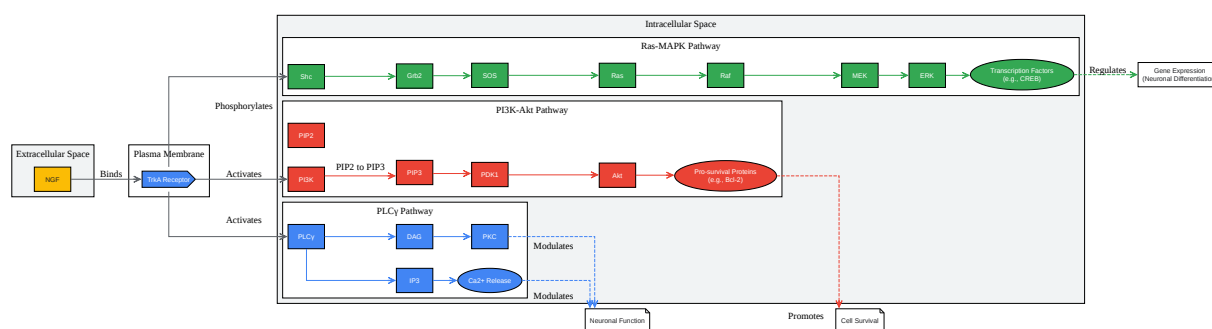 Intracellular Space
Ras-MAPK Pathway
Shc
Grb2
SOS
Ras
Raf
MEK
ERK
Transcription Factors
(e.g., CREB)
Regulates
Gene Expression
(Neuronal Differentiation
Phosphorylates
PI3K-Akt Pathway
PIP2
Extracellular Space
NGF
Binds
Plasma Membrane
TrkA Receptor
Activates
PI3K
PIP2 to PIP3
PIP3
PDK1
Akt
Pro-survival Proteins
(e.g., Bcl-2)
Activates
PLCγ Pathway
PLCγ
DAG
PKC
Modulates
IP3
Ca2+ Release
Modulates
Neuronal Function
Promotes
Cell Survival